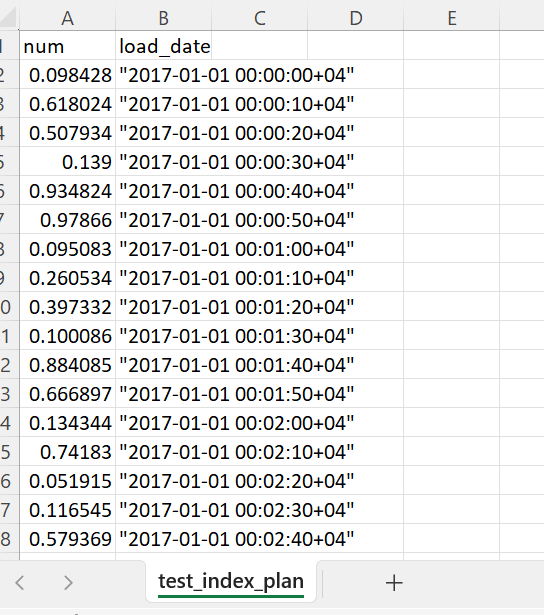 A B C D E
1 num load_date
2 0.098428 "2017-01-01 00:00:00+04"
3 0.618024 "2017-01-01 00:00:10+04"
4 0.507934 "2017-01-01 00:00:20+04"
5 0.139 "2017-01-01 00:00:30+04"
6 0.934824 "2017-01-01 00:00:40+04"
7 0.97866 "2017-01-01 00:00:50+04"
8 0.095083 "2017-01-01 00:01:00+04"
9 0.260534 "2017-01-01 00:01:10+04"
0 0.397332 "2017-01-01 00:01:20+04"
1 0.100086 "2017-01-01 00:01:30+04"
2 0.884085 "2017-01-01 00:01:40+04"
3 0.666897 "2017-01-01 00:01:50+04"
4 0.134344 "2017-01-01 00:02:00+04"
5 0.74183 "2017-01-01 00:02:10+04"
6 0.051915 "2017-01-01 00:02:20+04"
7 0.116545 "2017-01-01 00:02:30+04"
8 0.579369 "2017-01-01 00:02:40+04"
test_index_plan